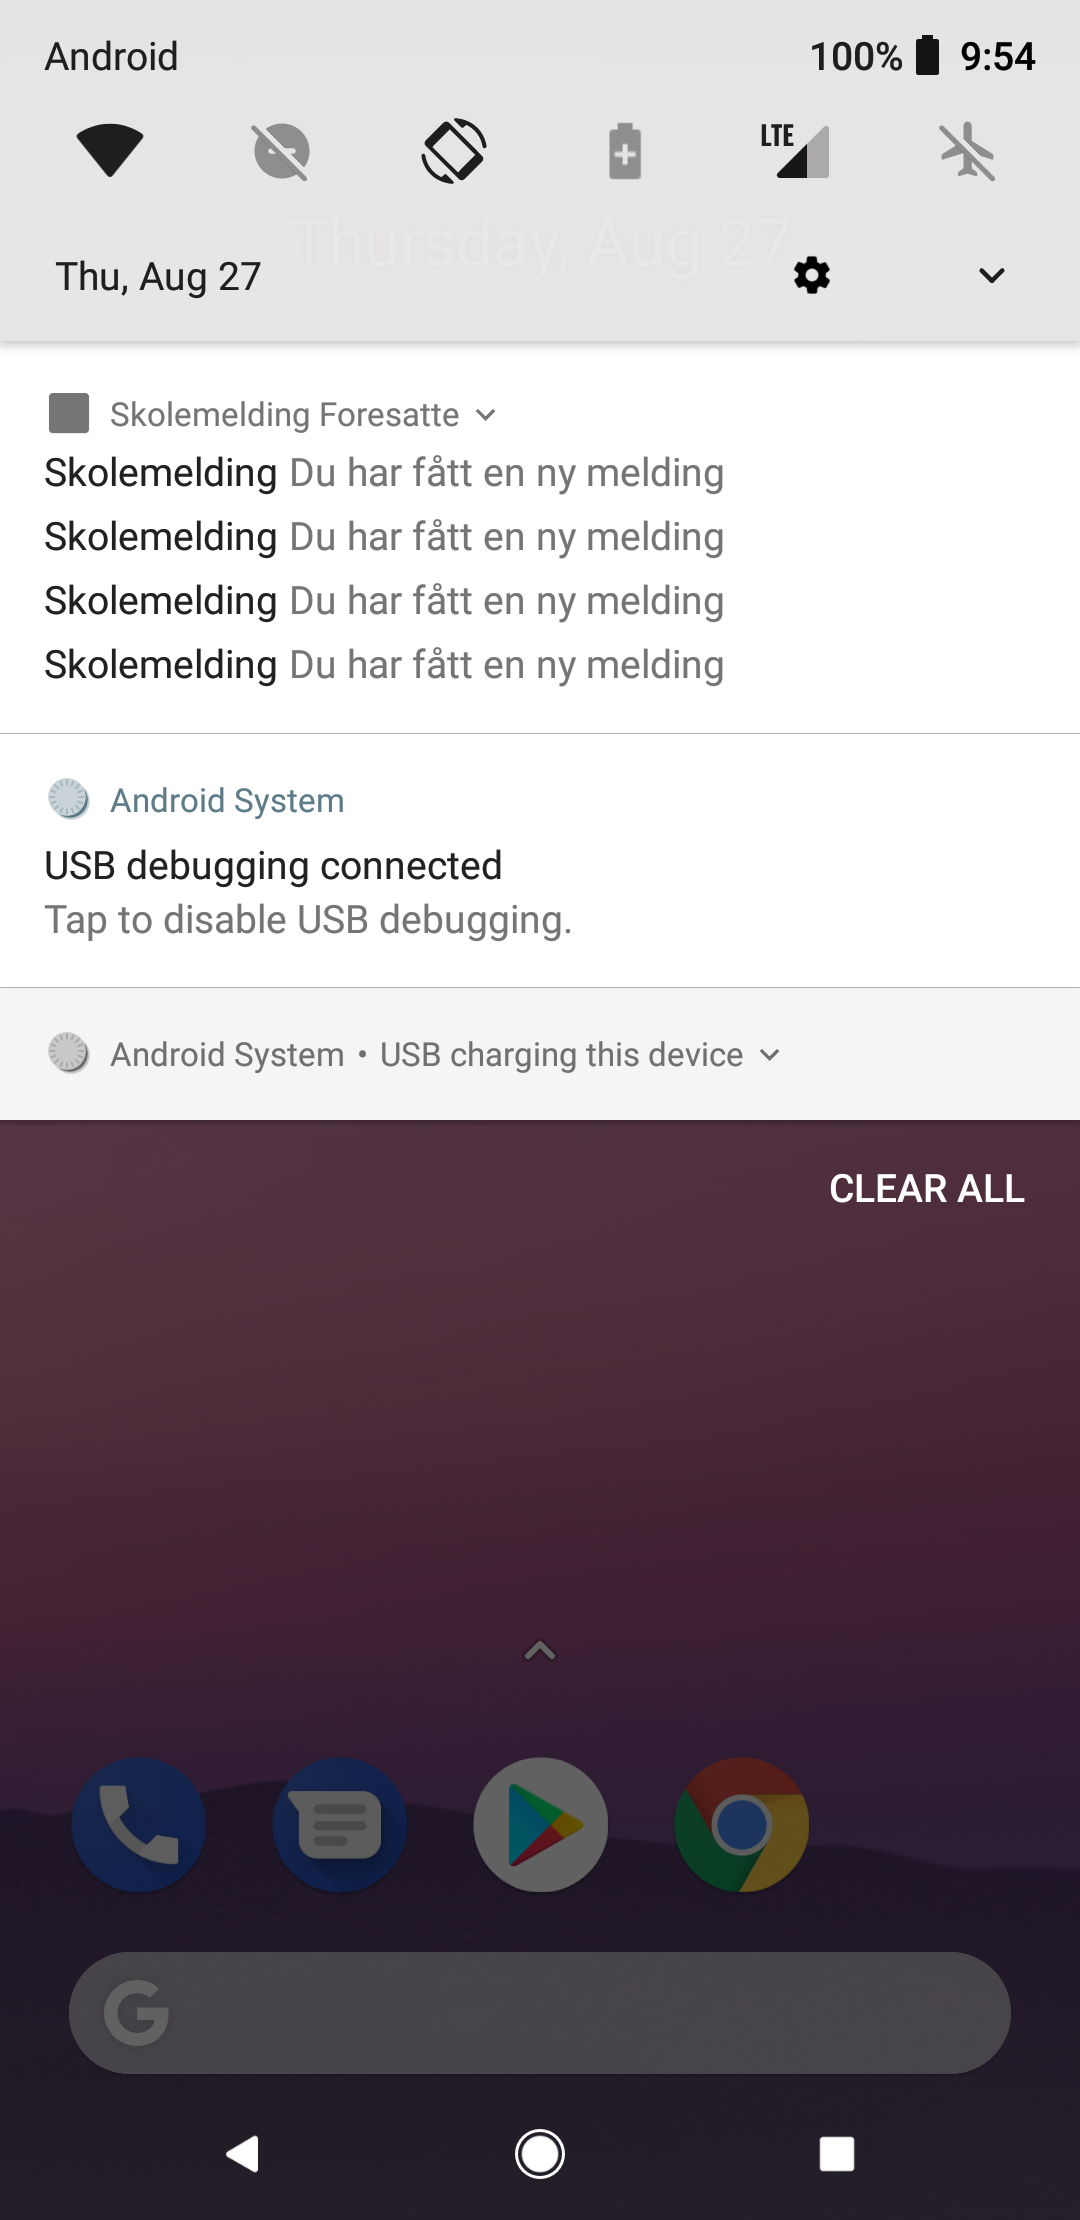 Android 100% 9:54
LTE
Thursday, Aug 27
Thu, Aug 27
Skolemelding Foresatte
Skolemelding Du har fått en ny melding
Skolemelding Du har fått en ny melding
Skolemelding Du har fått en ny melding
Skolemelding Du har fått en ny melding
Android System
USB debugging connected
Tap to disable USB debugging.
Android System • USB charging this device
CLEAR ALL
G